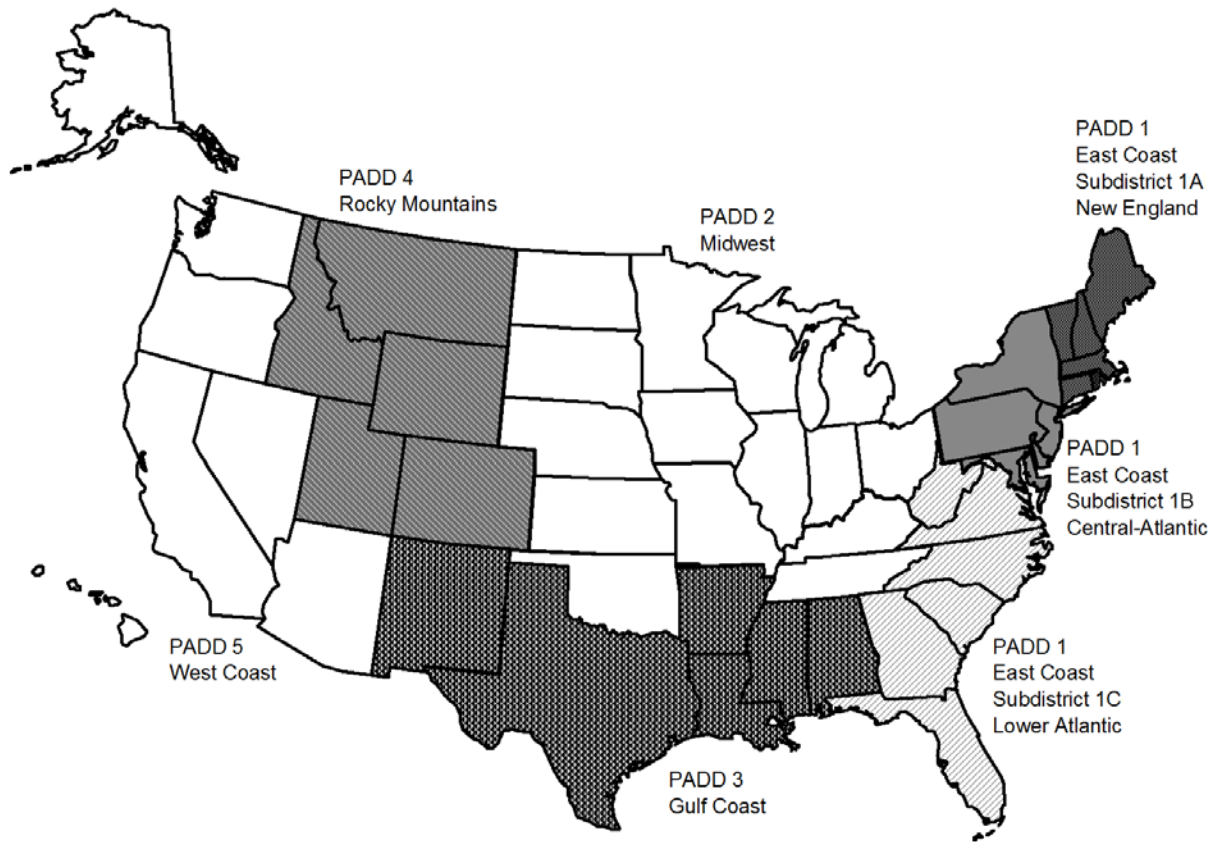 PADD 1
East Coast
Subdistrict 1A
New England
PADD 4
Rocky Mountains
PADD 2
Midwest
PADD 1
East Coast
Subdistrict 1B
Central-Atlantic
PADD 5
West Coast
PADD 1
East Coast
Subdistrict 1C
Lower Atlantic
PADD 3
Gulf Coast